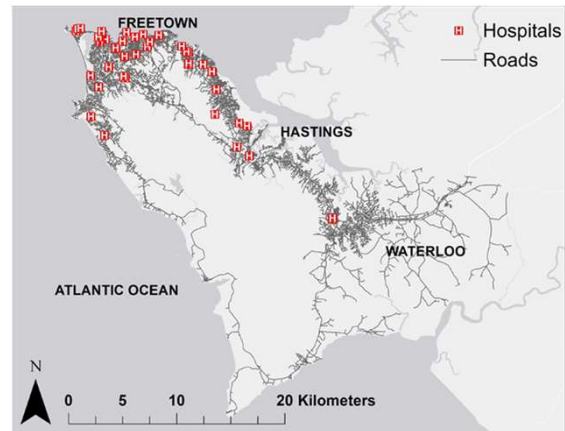 FREETOWN
H Hospitals
Roads
HASTINGS
WATERLOO
ATLANTIC OCEAN
N
0 5 10 20 Kilometers